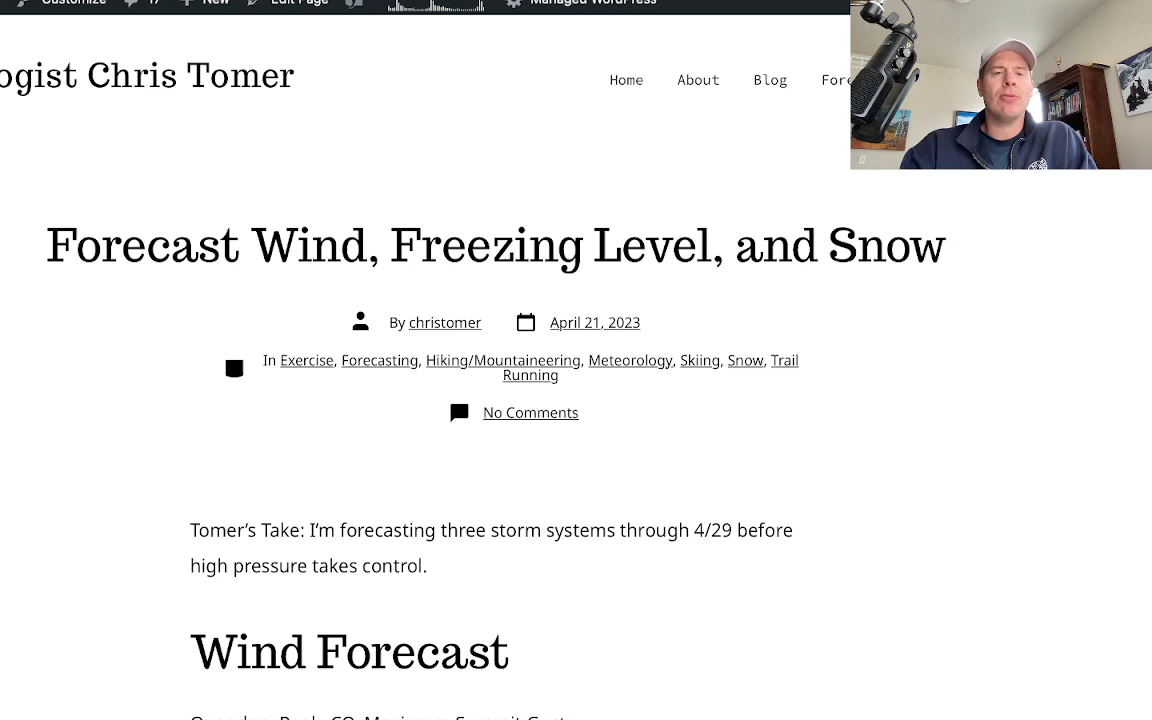 Customize 17 New Edit Page Managed WordPress
ogist Chris Tomer
Home About Blog Fore
Forecast Wind, Freezing Level, and Snow
By christomer April 21, 2023
In Exercise, Forecasting, Hiking/Mountaineering, Meteorology, Skiing, Snow, Trail
Running
No Comments
Tomer’s Take: I’m forecasting three storm systems through 4/29 before
high pressure takes control.
Wind Forecast